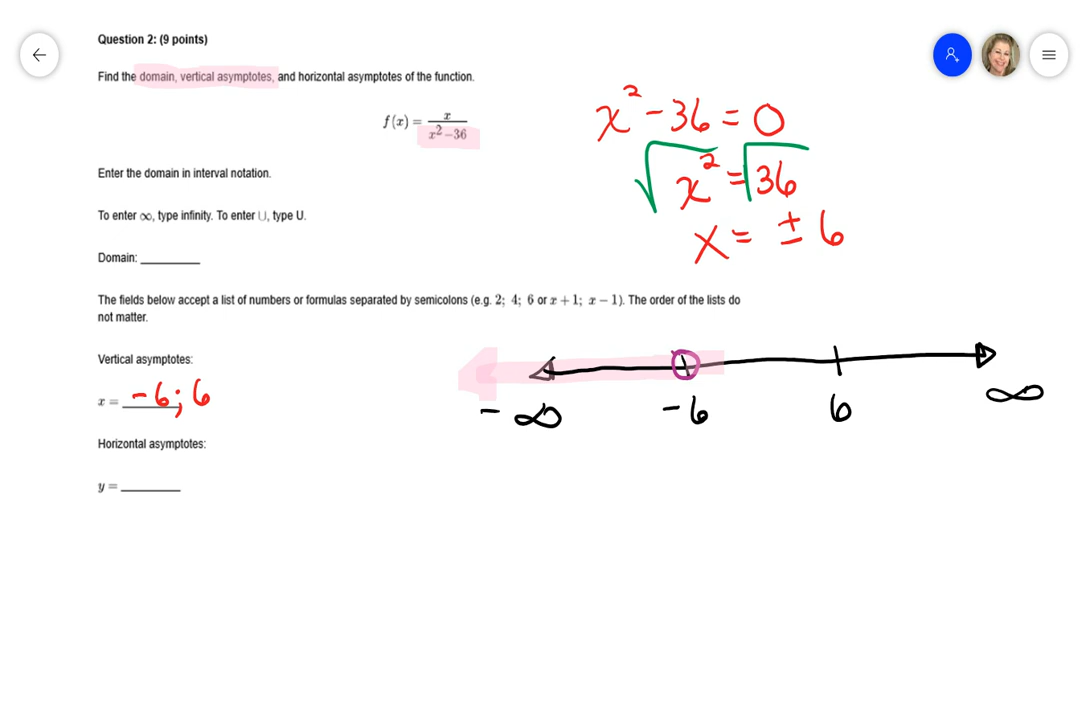 Question 2: (9 points)
Find the domain, vertical asymptotes, and horizontal asymptotes of the function.
f(x) = x / x² − 36
Enter the domain in interval notation.
To enter ∞, type infinity. To enter ∪, type U.
Domain: ________
The fields below accept a list of numbers or formulas separated by semicolons (e.g. 2; 4; 6 or x + 1; x − 1). The order of the lists do
not matter.
Vertical asymptotes:
x = -6; 6
Horizontal asymptotes:
y = ________
x² - 36 = 0
√x² = √36
x = ± 6
-∞ -6 6 ∞